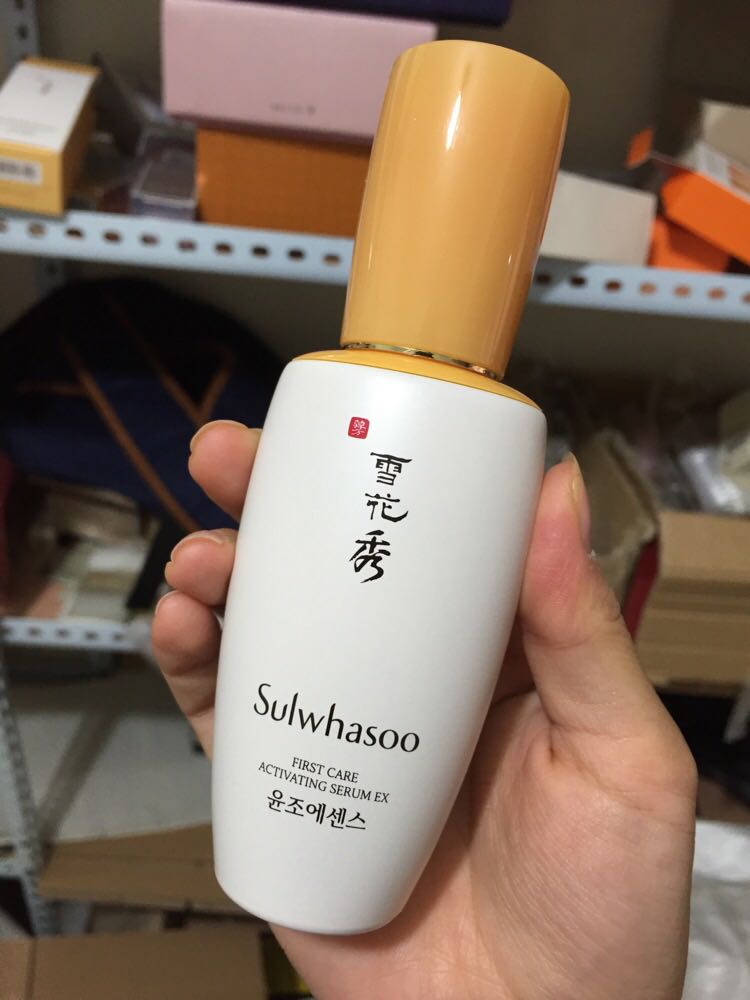 雪花秀
Sulwhasoo
FIRST CARE
ACTIVATING SERUM EX
윤조에센스